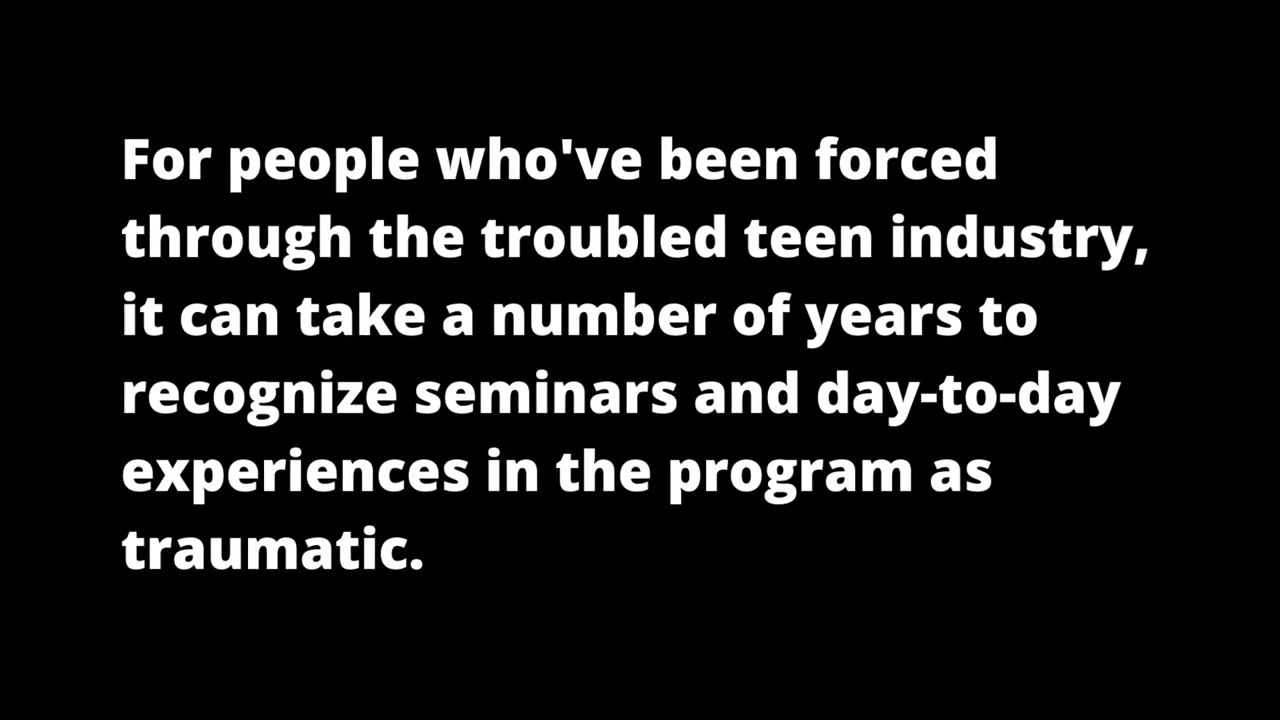 For people who've been forced
through the troubled teen industry,
it can take a number of years to
recognize seminars and day-to-day
experiences in the program as
traumatic.